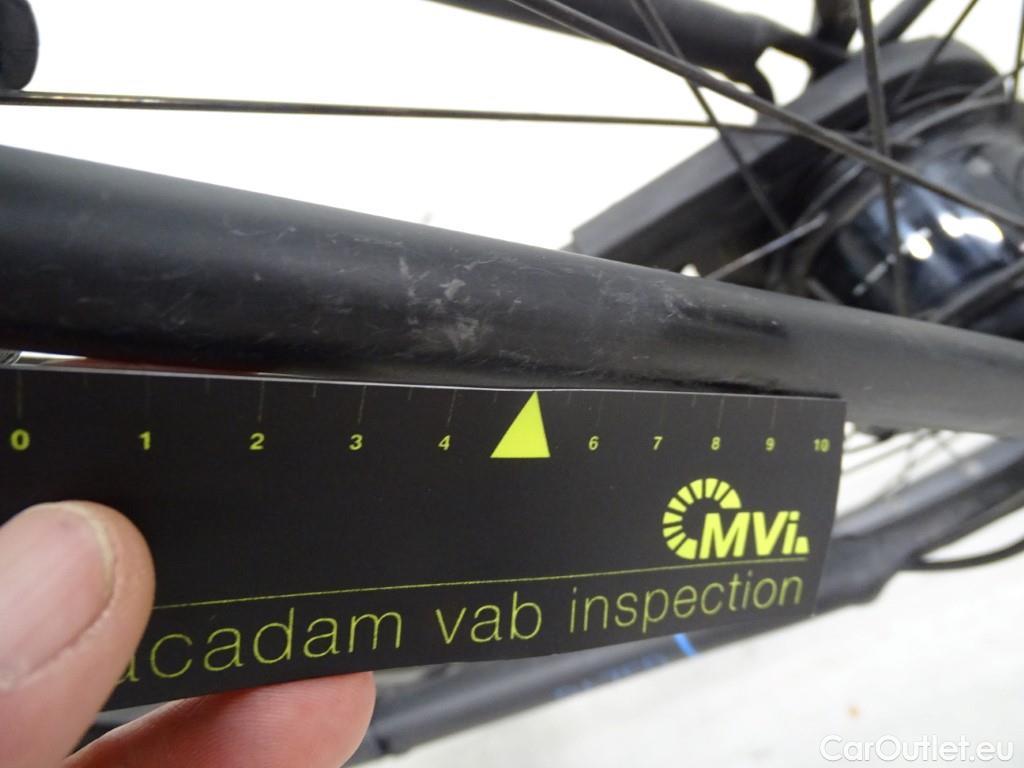 0 1 2 3 4 6 7 8 9 10
MVi.
acadam vab inspection
CarOutlet.eu